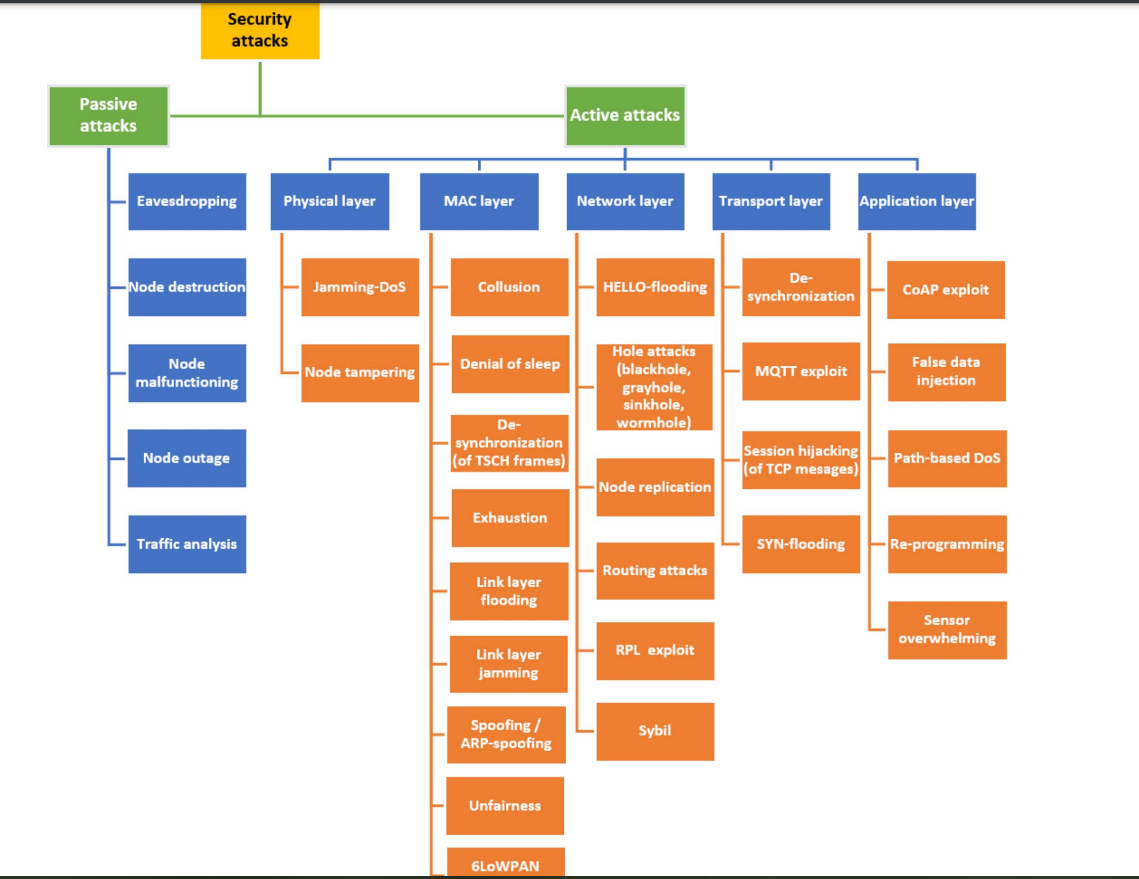 Security
attacks
Passive
attacks
Active attacks
Eavesdropping
Node destruction
Node
malfunctioning
Node outage
Traffic analysis
Physical layer
Jamming-DoS
Node tampering
MAC layer
Collusion
Denial of sleep
De-
synchronization
(of TSCH frames)
Exhaustion
Link layer
flooding
Link layer
jamming
Spoofing /
ARP-spoofing
Unfairness
6LoWPAN
Network layer
HELLO-flooding
Hole attacks
(blackhole,
grayhole,
sinkhole,
wormhole)
Node replication
Routing attacks
RPL exploit
Sybil
Transport layer
De-
synchronization
MQTT exploit
Session hijacking
(of TCP mesages)
SYN-flooding
Application layer
CoAP exploit
False data
injection
Path-based DoS
Re-programming
Sensor
overwhelming